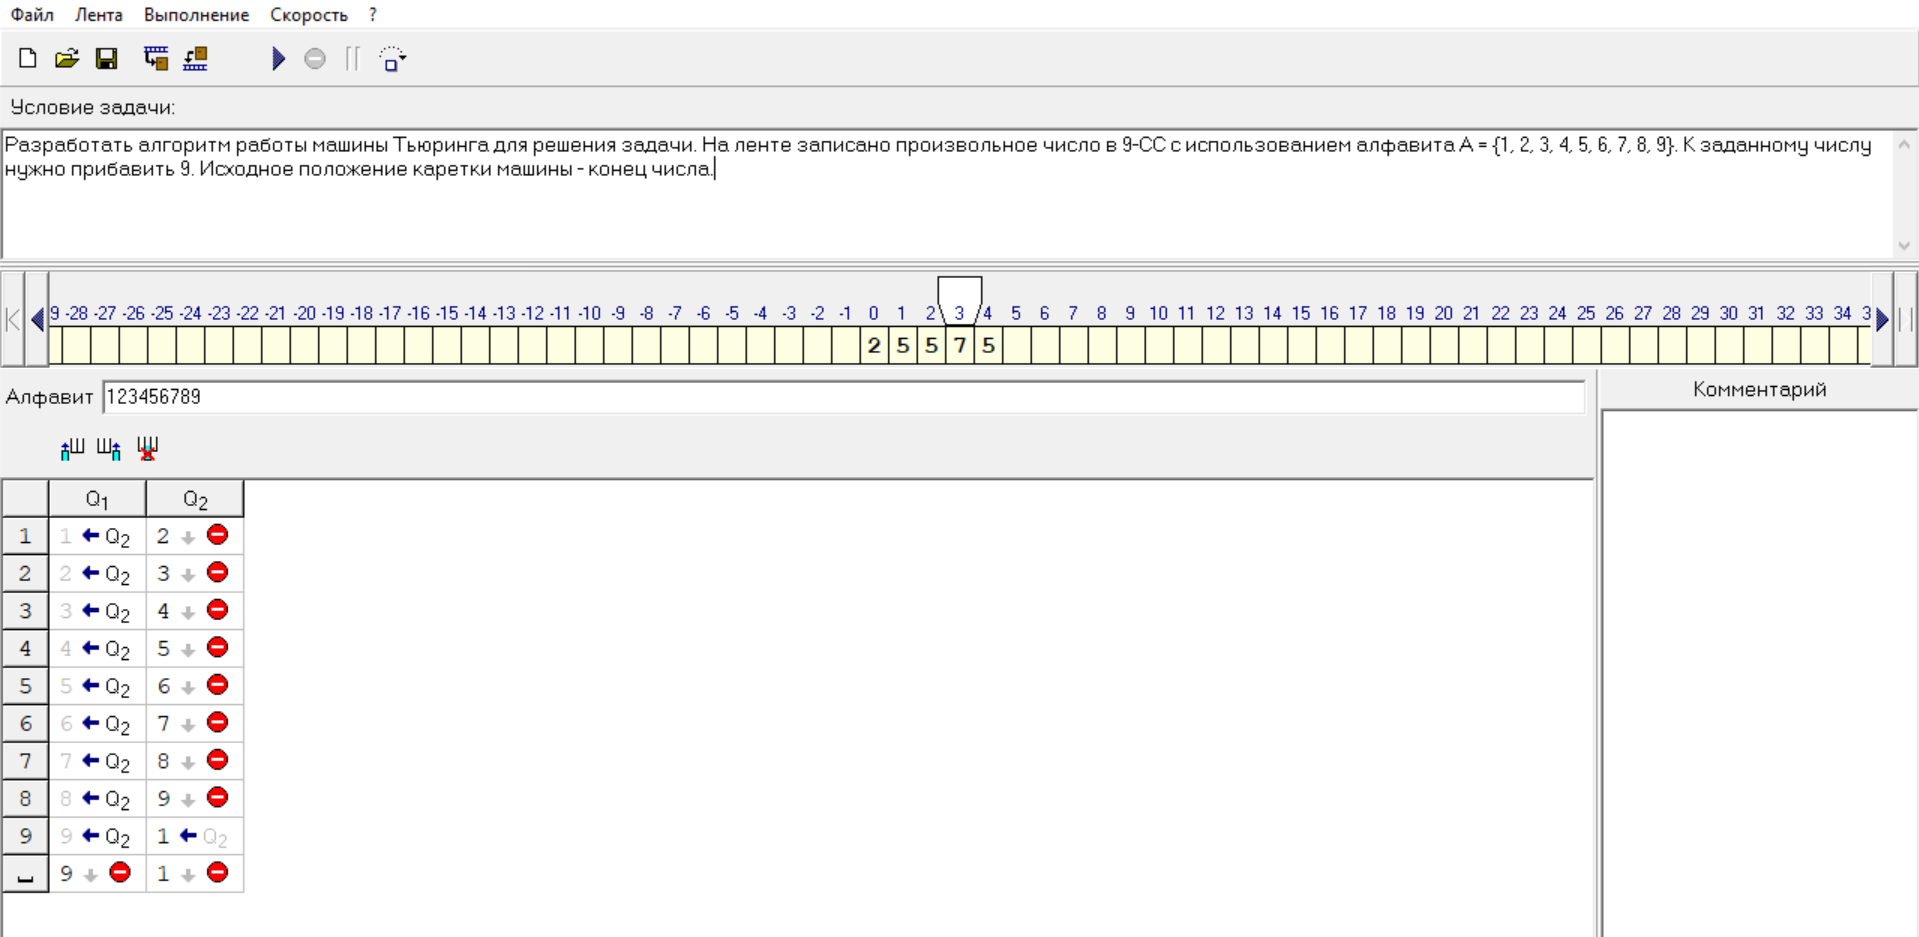 Файл Лента Выполнение Скорость ?
Условие задачи:
Разработать алгоритм работы машины Тьюринга для решения задачи. На ленте записано произвольное число в 9-СС с использованием алфавита A = {1, 2, 3, 4, 5, 6, 7, 8, 9}. К заданному числу
нужно прибавить 9. Исходное положение каретки машины - конец числа.
9 -28 -27 -26 -25 -24 -23 -22 -21 -20 -19 -18 -17 -16 -15 -14 -13 -12 -11 -10 -9 -8 -7 -6 -5 -4 -3 -2 -1 0 1 2 3 4 5 6 7 8 9 10 11 12 13 14 15 16 17 18 19 20 21 22 23 24 25 26 27 28 29 30 31 32 33 34 3
2 5 5 7 5
Алфавит 123456789
Комментарий
Q1 Q2
1 1 ← Q2 2 ↓
2 2 ← Q2 3 ↓
3 3 ← Q2 4 ↓
4 4 ← Q2 5 ↓
5 5 ← Q2 6 ↓
6 6 ← Q2 7 ↓
7 7 ← Q2 8 ↓
8 8 ← Q2 9 ↓
9 9 ← Q2 1 ← Q2
␣ 9 ↓ 1 ↓